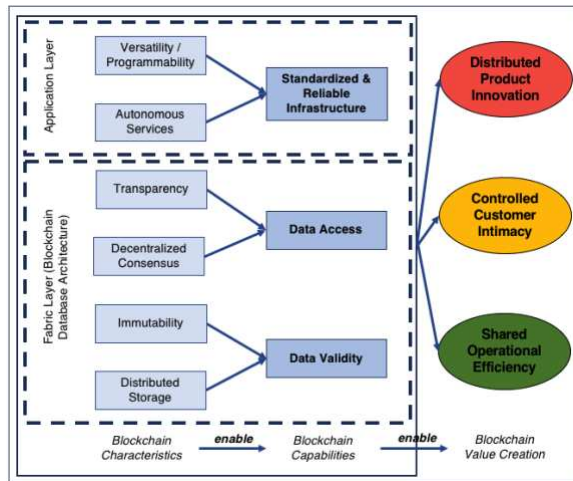 Application Layer
Versatility /
Programmability
Autonomous
Services
Standardized &
Reliable
Infrastructure
Fabric Layer (Blockchain
Database Architecture)
Transparency
Decentralized
Consensus
Data Access
Immutability
Distributed
Storage
Data Validity
Distributed
Product
Innovation
Controlled
Customer
Intimacy
Shared
Operational
Efficiency
Blockchain
Characteristics
enable
Blockchain
Capabilities
enable
Blockchain
Value Creation